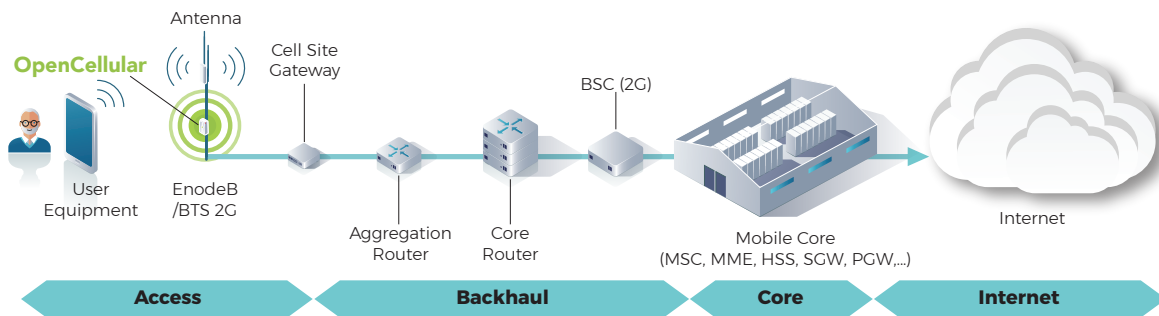 Antenna
OpenCellular
Cell Site
Gateway
BSC (2G)
User
Equipment
EnodeB
/BTS 2G
Aggregation
Router
Core
Router
Mobile Core
(MSC, MME, HSS, SGW, PGW,...)
Internet
Access
Backhaul
Core
Internet